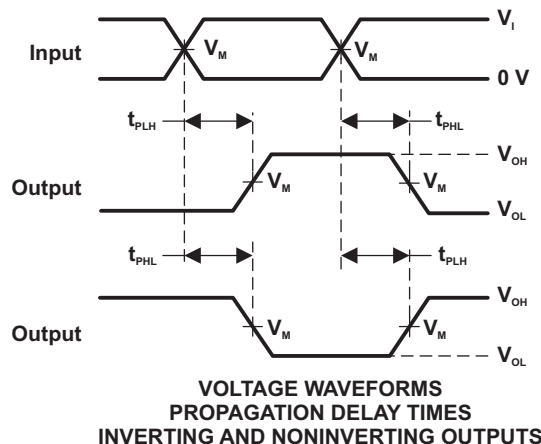 V_I
Input
V_M
V_M
0 V
t_PLH
t_PHL
V_OH
Output
V_M
V_M
V_OL
t_PHL
t_PLH
V_OH
Output
V_M
V_M
V_OL
VOLTAGE WAVEFORMS
PROPAGATION DELAY TIMES
INVERTING AND NONINVERTING OUTPUTS